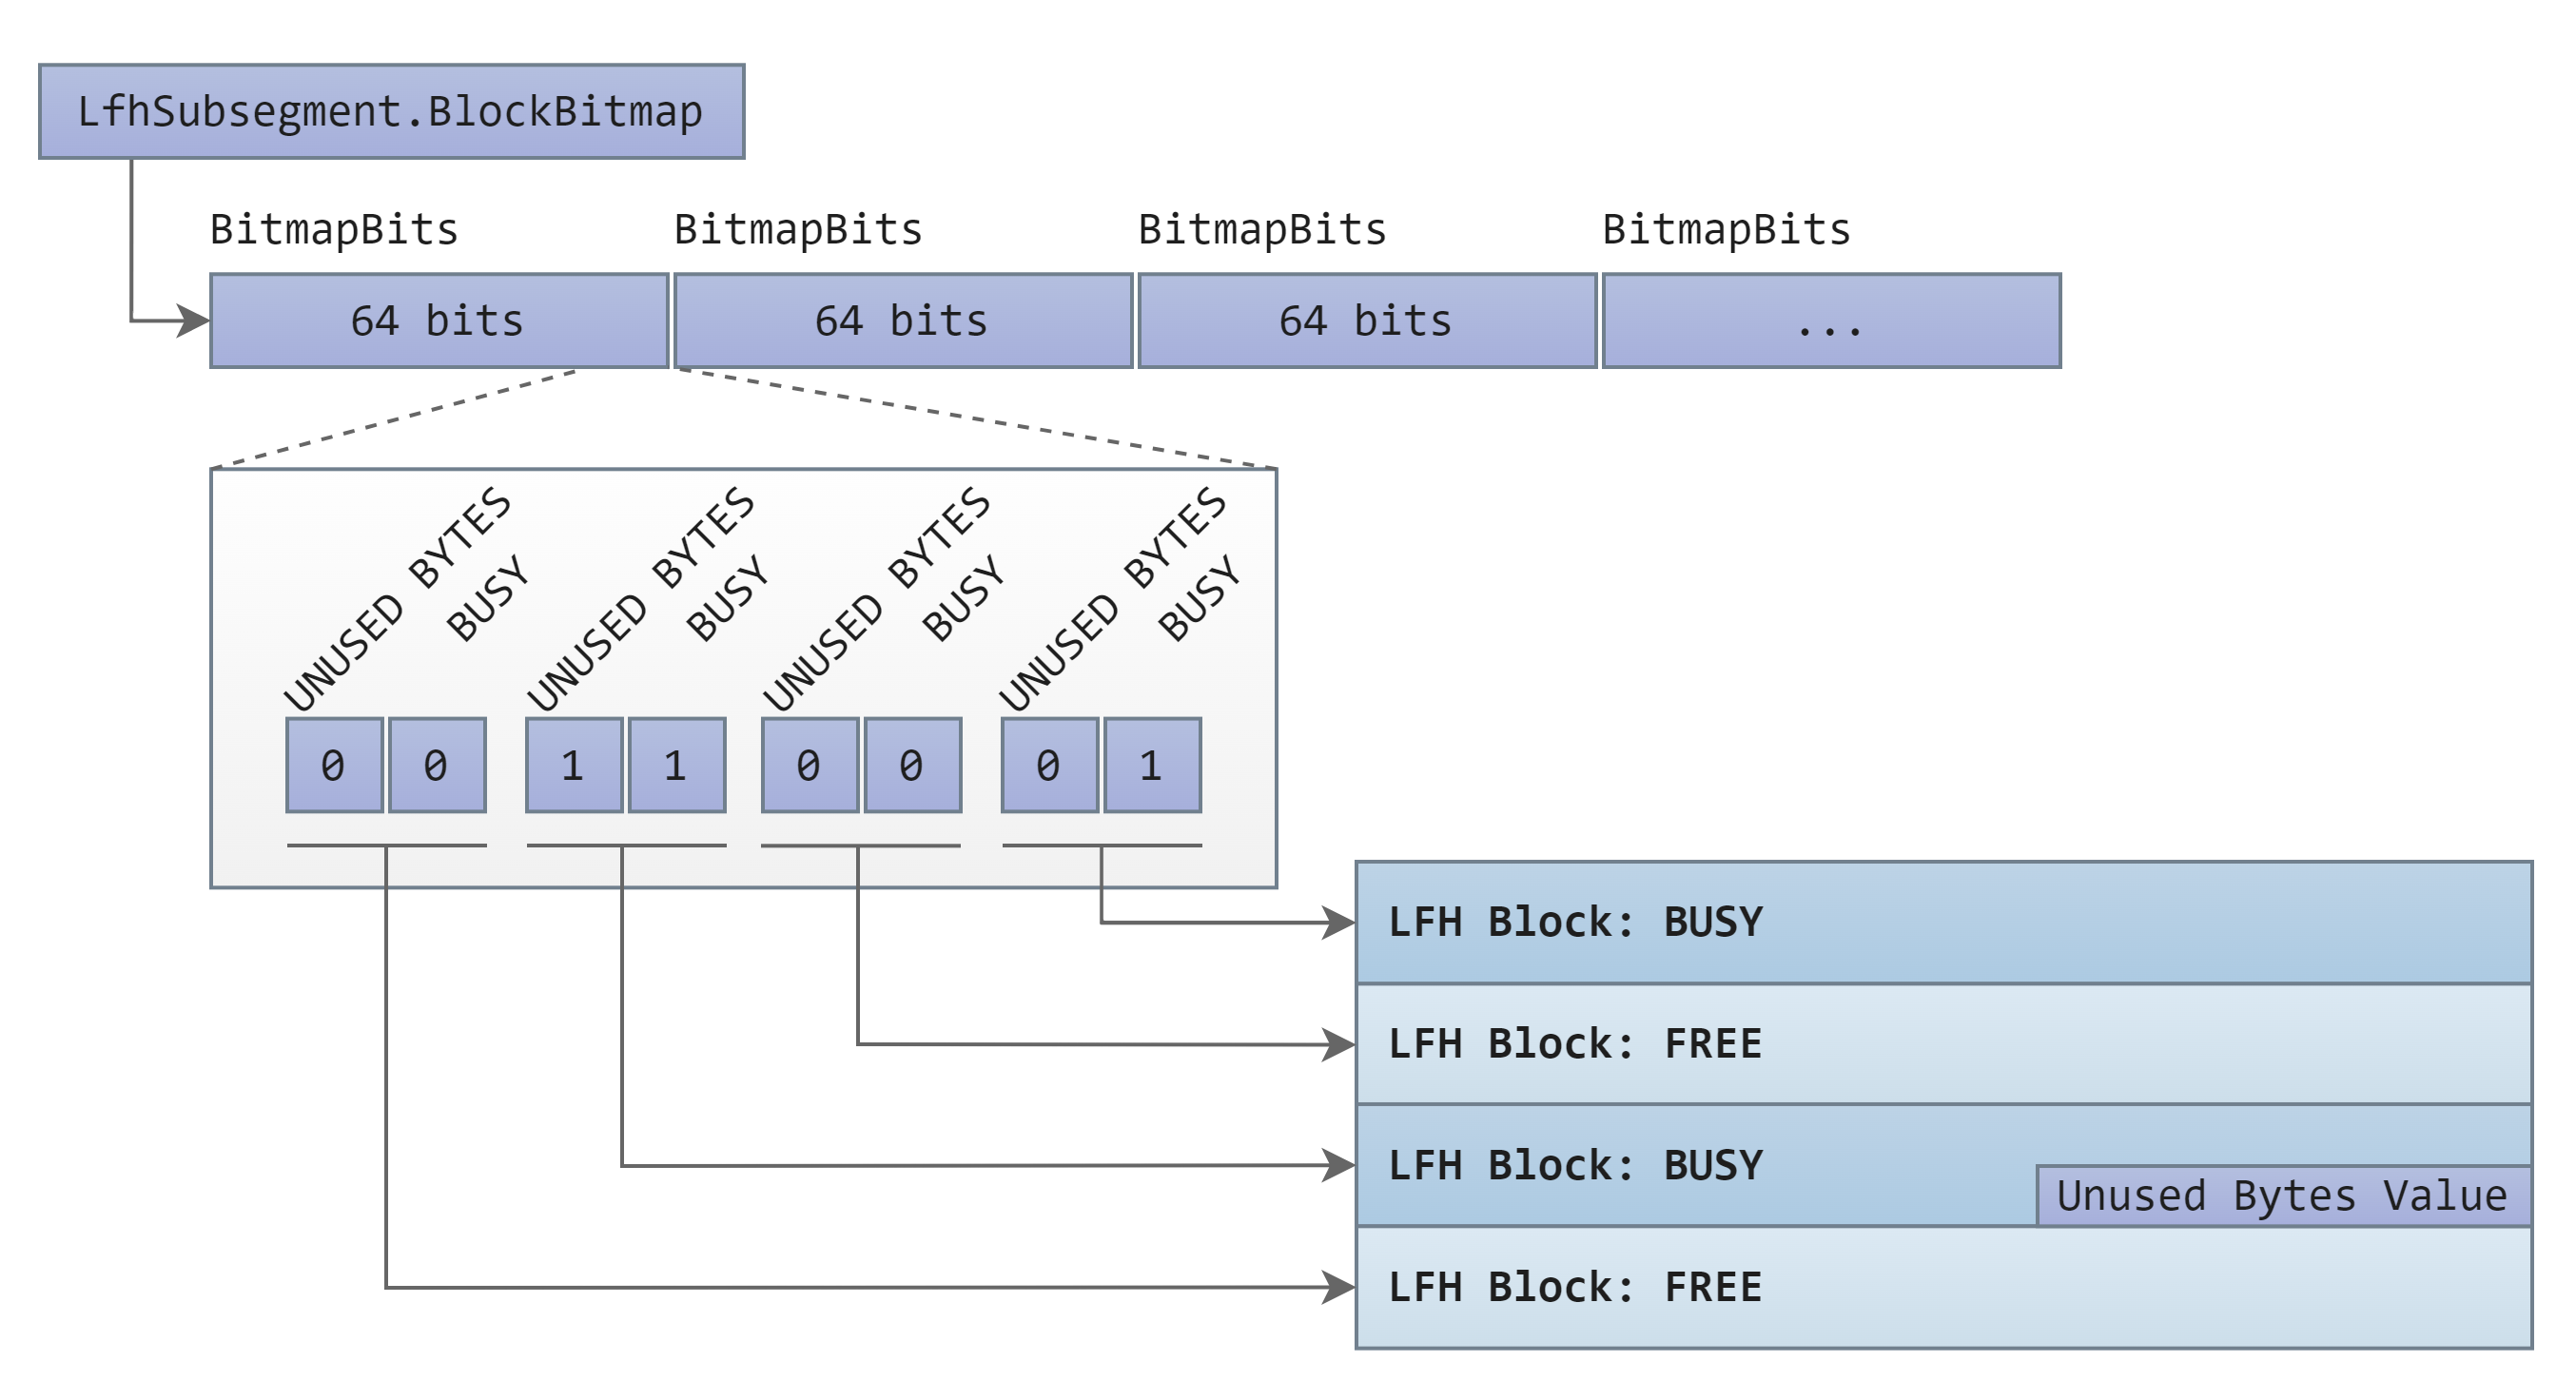 LfhSubsegment.BlockBitmap
BitmapBits BitmapBits BitmapBits BitmapBits
64 bits 64 bits 64 bits ...
UNUSED BYTES
BUSY
UNUSED BYTES
BUSY
UNUSED BYTES
BUSY
UNUSED BYTES
BUSY
0 0 1 1 0 0 0 1
LFH Block: BUSY
LFH Block: FREE
LFH Block: BUSY
Unused Bytes Value
LFH Block: FREE